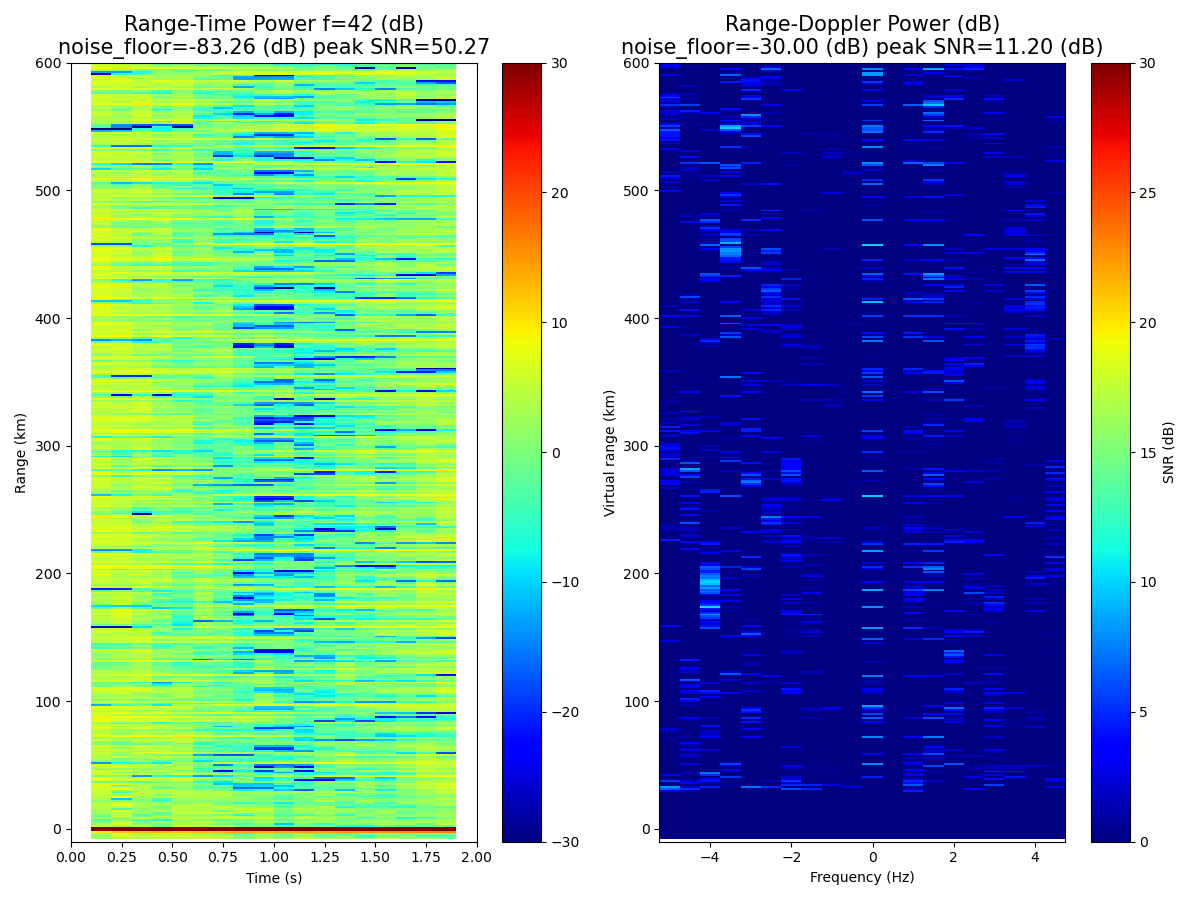 Range-Time Power f=42 (dB)
noise_floor=-83.26 (dB) peak SNR=50.27
Range (km)
600
500
400
300
200
100
0
0.00 0.25 0.50 0.75 1.00 1.25 1.50 1.75 2.00
Time (s)
30
20
10
0
−10
−20
−30
Range-Doppler Power (dB)
noise_floor=-30.00 (dB) peak SNR=11.20 (dB)
Virtual range (km)
600
500
400
300
200
100
0
−4 −2 0 2 4
Frequency (Hz)
30
25
20
15
10
5
0
SNR (dB)